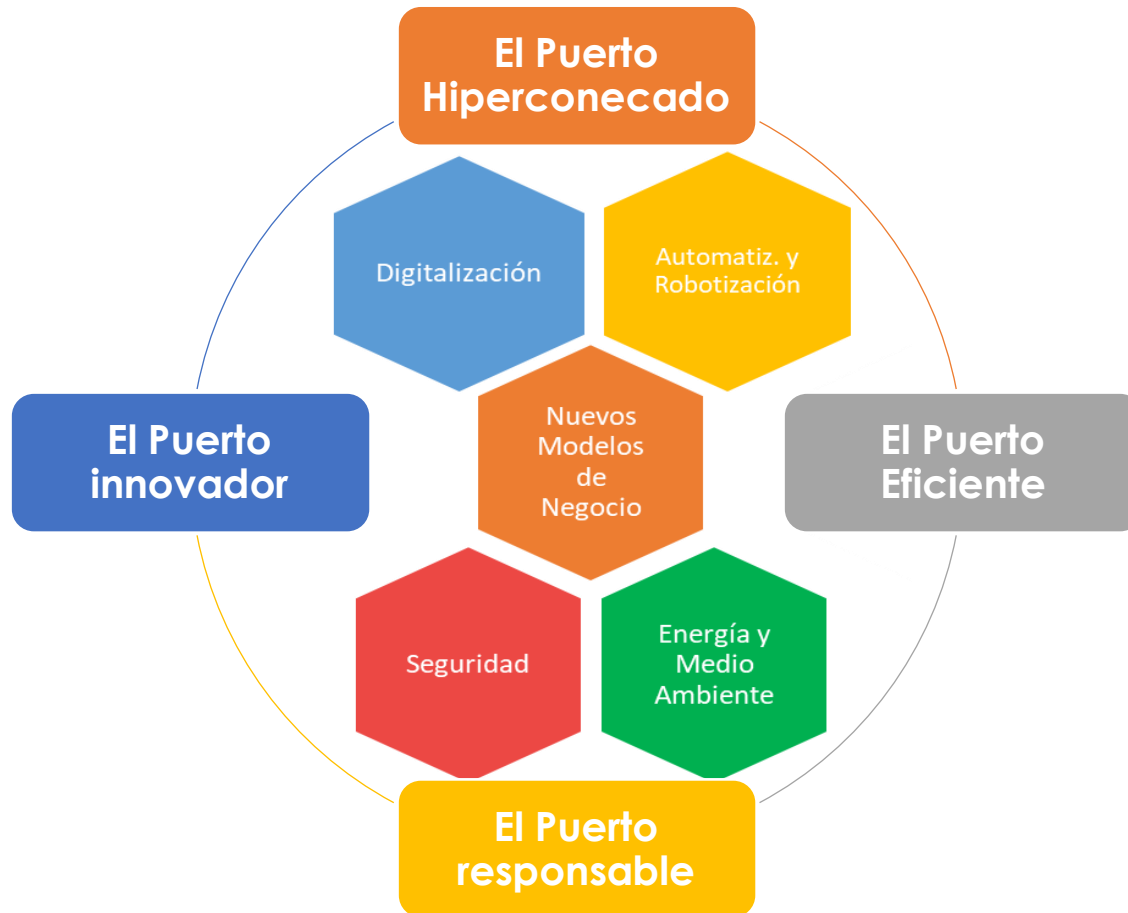 El Puerto
Hiperconecado
Digitalización
Automatiz. y
Robotización
El Puerto
innovador
Nuevos
Modelos
de
Negocio
El Puerto
Eficiente
Seguridad
Energía y
Medio
Ambiente
El Puerto
responsable